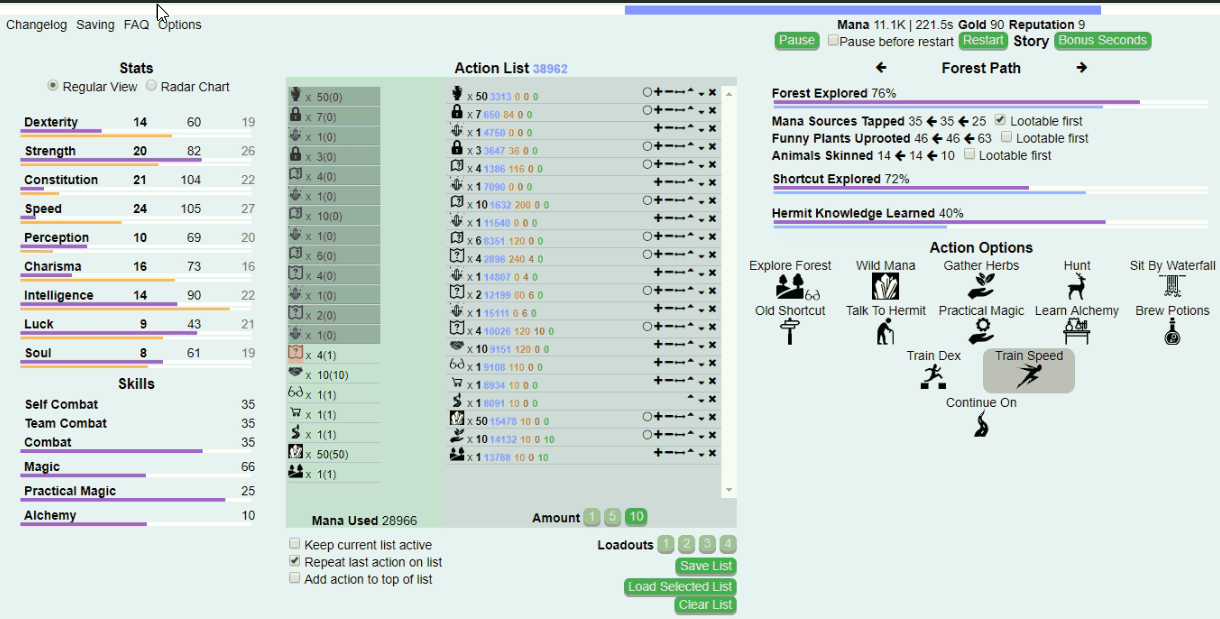 Changelog Saving FAQ Options
Mana 11.1K | 221.5s Gold 90 Reputation 9
Pause Pause before restart Restart Story Bonus Seconds
Stats
Regular View Radar Chart
Dexterity 14 60 19
Strength 20 82 26
Constitution 21 104 22
Speed 24 105 27
Perception 10 69 20
Charisma 16 73 16
Intelligence 14 90 22
Luck 9 43 21
Soul 8 61 19
Skills
Self Combat 35
Team Combat 35
Combat 35
Magic 66
Practical Magic 25
Alchemy 10
Action List 38962
x 50(0)
x 7(0)
x 1(0)
x 3(0)
x 4(0)
x 1(0)
x 10(0)
x 1(0)
x 6(0)
x 4(0)
x 1(0)
x 2(0)
x 1(0)
x 4(1)
x 10(10)
x 1(1)
x 1(1)
x 1(1)
x 50(50)
x 1(1)
Mana Used 28966
x 50 3313 0 0 0
x 7 650 84 0 0
x 1 4750 0 0 0
x 3 3647 36 0 0
x 4 1386 116 0 0
x 1 7090 0 0 0
x 10 1632 200 0 0
x 1 11540 0 0 0
x 6 8351 120 0 0
x 4 2896 240 4 0
x 1 14807 0 4 0
x 2 12199 60 6 0
x 1 15111 0 6 0
x 4 10026 120 10 0
x 10 9151 120 0 0
x 1 9108 110 0 0
x 1 8934 10 0 0
x 1 8091 10 0 0
x 50 15478 10 0 0
x 10 14132 10 0 10
x 1 13788 10 0 10
Amount 1 5 10
Keep current list active
Repeat last action on list
Add action to top of list
Loadouts 1 2 3 4
Save List
Load Selected List
Clear List
Forest Path
Forest Explored 76%
Mana Sources Tapped 35 ← 35 ← 25 Lootable first
Funny Plants Uprooted 46 ← 46 ← 63 Lootable first
Animals Skinned 14 ← 14 ← 10 Lootable first
Shortcut Explored 72%
Hermit Knowledge Learned 40%
Action Options
Explore Forest Wild Mana Gather Herbs Hunt Sit By Waterfall
Old Shortcut Talk To Hermit Practical Magic Learn Alchemy Brew Potions
Train Dex Train Speed
Continue On